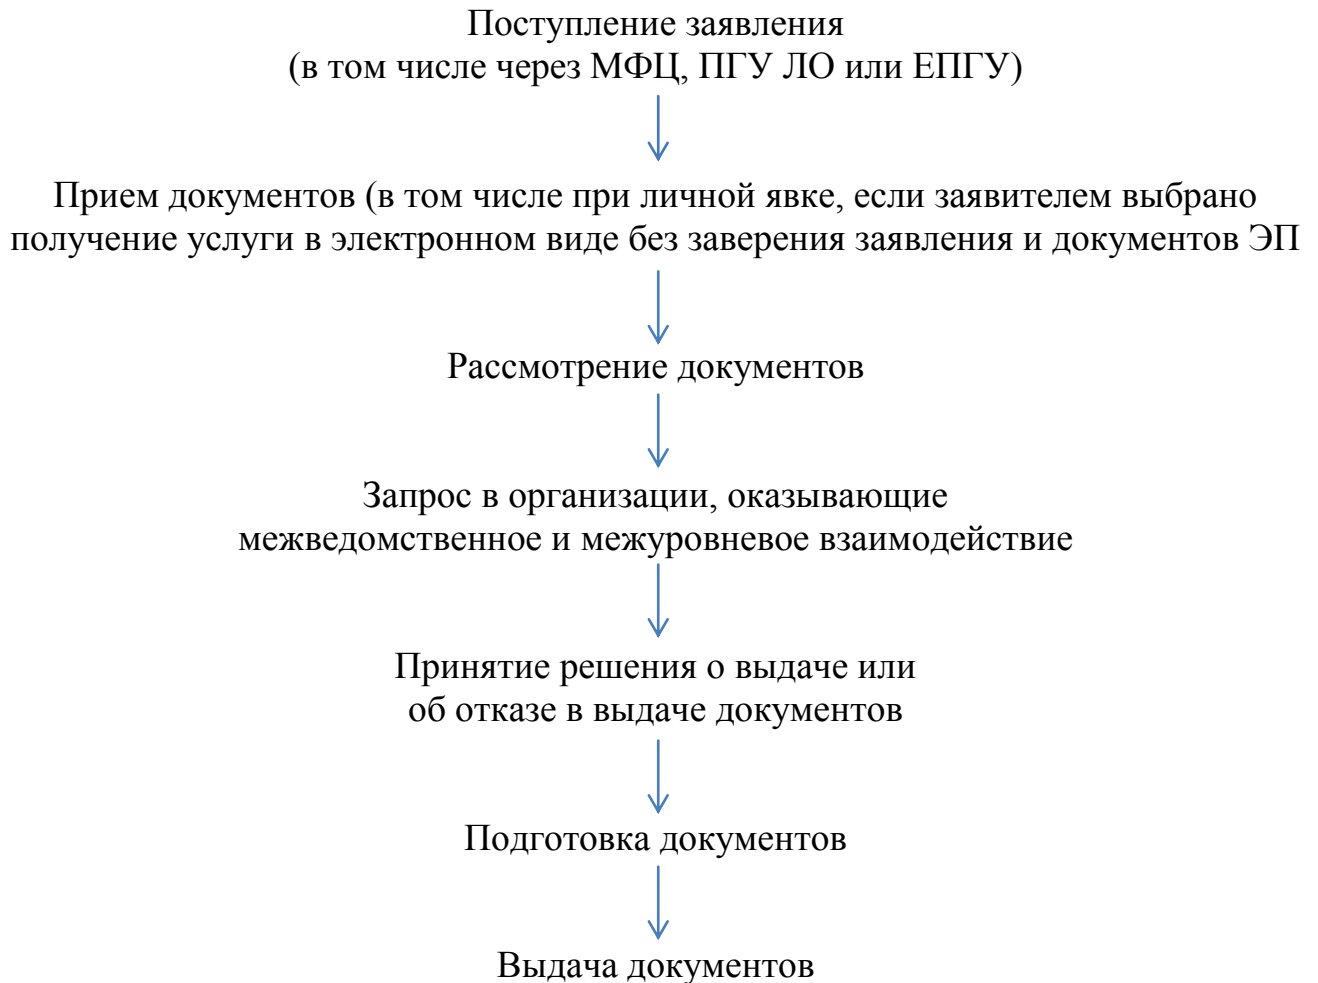 Поступление заявления
(в том числе через МФЦ, ПГУ ЛО или ЕПГУ)
Прием документов (в том числе при личной явке, если заявителем выбрано
получение услуги в электронном виде без заверения заявления и документов ЭП
Рассмотрение документов
Запрос в организации, оказывающие
межведомственное и межуровневое взаимодействие
Принятие решения о выдаче или
об отказе в выдаче документов
Подготовка документов
Выдача документов